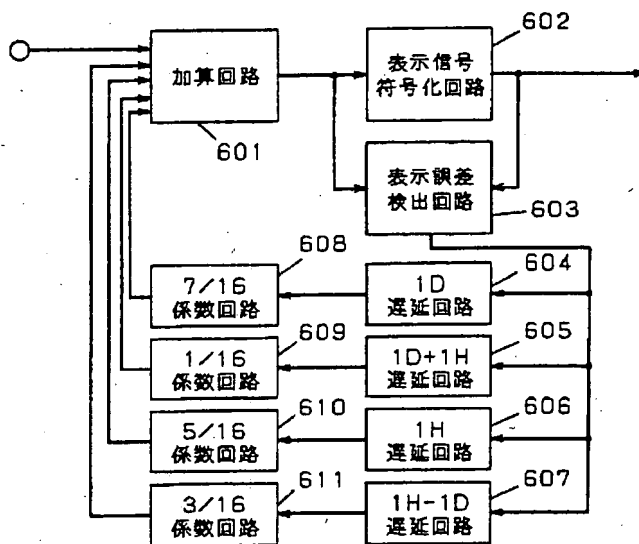 加算回路
601
表示信号
符号化回路
602
表示誤差
検出回路
603
7/16
係数回路
608
1D
遅延回路
604
1/16
係数回路
609
1D+1H
遅延回路
605
5/16
係数回路
610
1H
遅延回路
606
3/16
係数回路
611
1H-1D
遅延回路
607